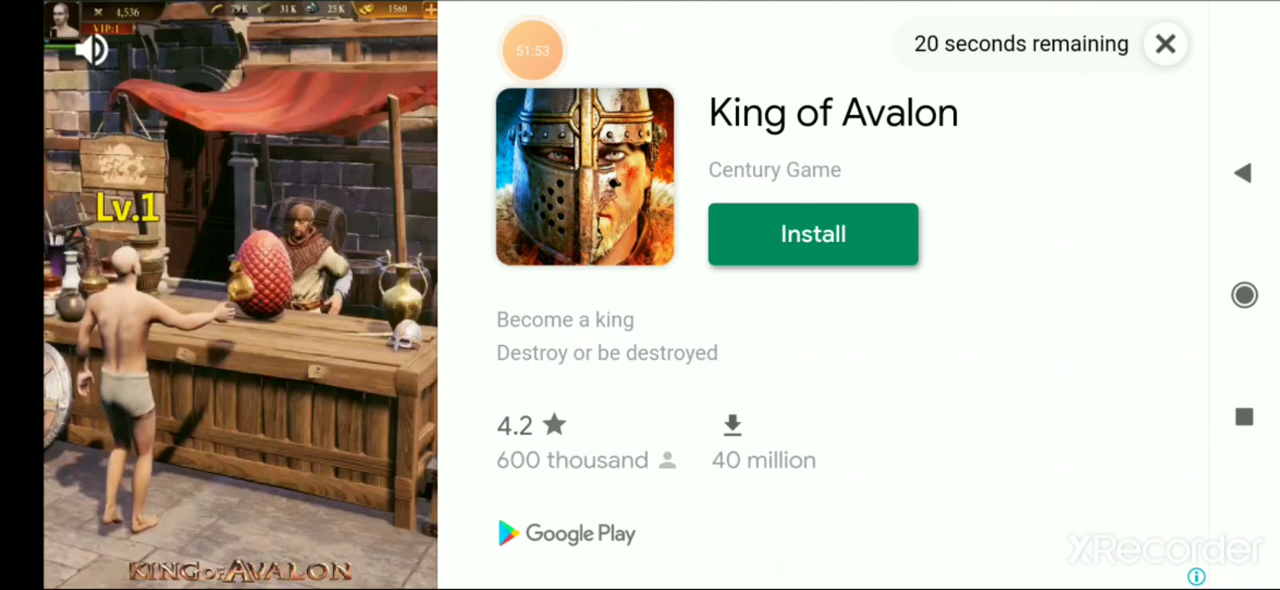 4,536
79K
31K
25K
1560
VIP:1
Lv.1
KING OF AVALON
51:53
20 seconds remaining
King of Avalon
Century Game
Install
Become a king
Destroy or be destroyed
4.2
600 thousand
40 million
Google Play
XRecorder